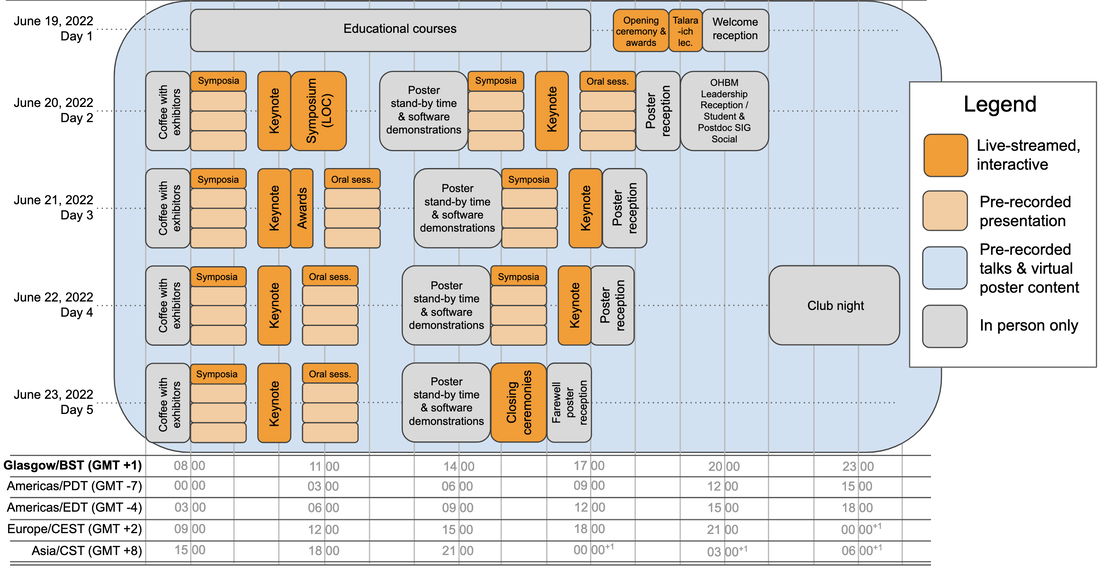 June 19, 2022
Day 1
Educational courses
Opening
ceremony &
awards
Talara
-ich
lec.
Welcome
reception
June 20, 2022
Day 2
Coffee with
exhibitors
Symposia
Keynote
Symposium
(LOC)
Poster
stand-by time
& software
demonstrations
Symposia
Keynote
Oral sess.
Poster
reception
OHBM
Leadership
Reception /
Student &
Postdoc SIG
Social
June 21, 2022
Day 3
Coffee with
exhibitors
Symposia
Keynote
Awards
Oral sess.
Poster
stand-by time
& software
demonstrations
Symposia
Keynote
Poster
reception
June 22, 2022
Day 4
Coffee with
exhibitors
Symposia
Keynote
Oral sess.
Poster
stand-by time
& software
demonstrations
Symposia
Keynote
Poster
reception
Club night
June 23, 2022
Day 5
Coffee with
exhibitors
Symposia
Keynote
Oral sess.
Poster
stand-by time
& software
demonstrations
Closing
ceremonies
Farewell
poster
reception
Legend
Live-streamed,
interactive
Pre-recorded
presentation
Pre-recorded
talks & virtual
poster content
In person only
Glasgow/BST (GMT +1) 08 00 11 00 14 00 17 00 20 00 23 00
Americas/PDT (GMT -7) 00 00 03 00 06 00 09 00 12 00 15 00
Americas/EDT (GMT -4) 03 00 06 00 09 00 12 00 15 00 18 00
Europe/CEST (GMT +2) 09 00 12 00 15 00 18 00 21 00 00 00+1
Asia/CST (GMT +8) 15 00 18 00 21 00 00 00+1 03 00+1 06 00+1